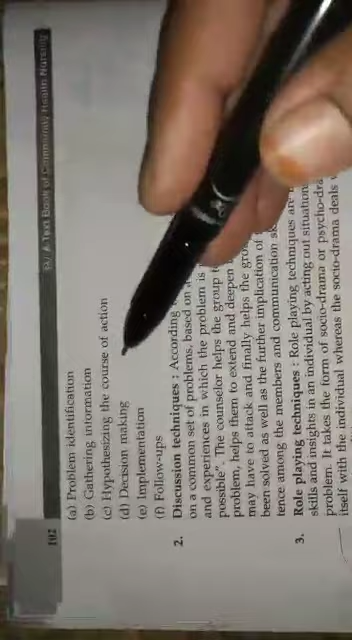 102 A Text Book of Community Health Nursing
(a) Problem identification
(b) Gathering information
(c) Hypothesizing the course of action
(d) Decision making
(e) Implementation
(f) Follow-ups
2. Discussion techniques : According
on a common set of problems, based on
and experiences in which the problem is
possible". The counselor helps the group
problem, helps them to extend and deepen
may have to attack and finally helps the
been solved as well as the further implication of
tence among the members and communication
3. Role playing techniques : Role playing techniques are
skills and insights in an individual by acting out
problem. It takes the form of socio-drama or
itself with the individual whereas the socio-drama deals